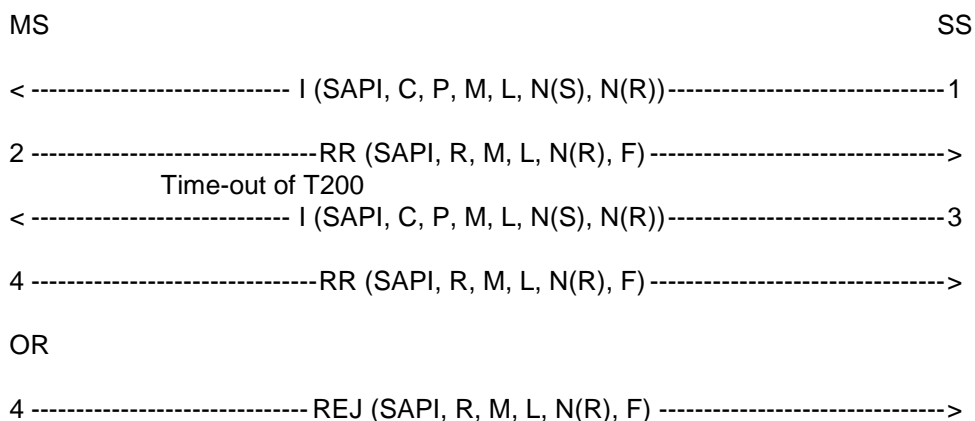 MS SS
< ----------------------------- I (SAPI, C, P, M, L, N(S), N(R))------------------------------- 1
2 --------------------------------RR (SAPI, R, M, L, N(R), F) --------------------------------->
Time-out of T200
< ----------------------------- I (SAPI, C, P, M, L, N(S), N(R))------------------------------- 3
4 --------------------------------RR (SAPI, R, M, L, N(R), F) --------------------------------->
OR
4 ------------------------------- REJ (SAPI, R, M, L, N(R), F) -------------------------------->